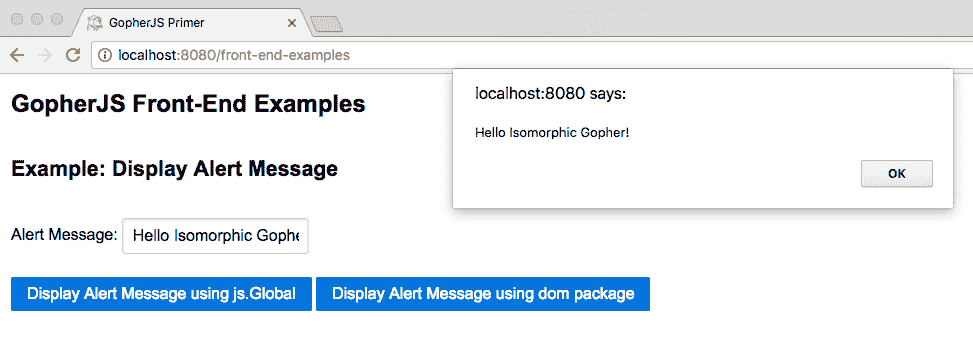 GopherJS Primer
localhost:8080/front-end-examples
localhost:8080 says:
Hello Isomorphic Gopher!
OK
GopherJS Front-End Examples
Example: Display Alert Message
Alert Message: Hello Isomorphic Gophe
Display Alert Message using js.Global Display Alert Message using dom package